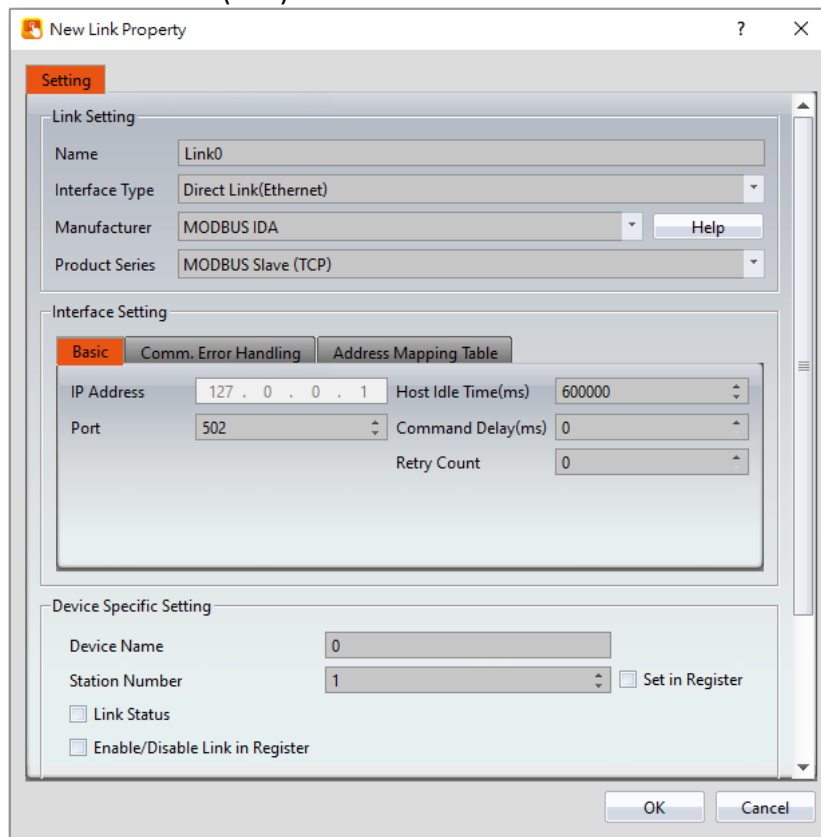 New Link Property ?
Setting
Link Setting
Name Link0
Interface Type Direct Link(Ethernet)
Manufacturer MODBUS IDA Help
Product Series MODBUS Slave (TCP)
Interface Setting
Basic Comm. Error Handling Address Mapping Table
IP Address 127 . 0 . 0 . 1 Host Idle Time(ms) 600000
Port 502 Command Delay(ms) 0
Retry Count 0
Device Specific Setting
Device Name 0
Station Number 1 Set in Register
Link Status
Enable/Disable Link in Register
OK Cancel